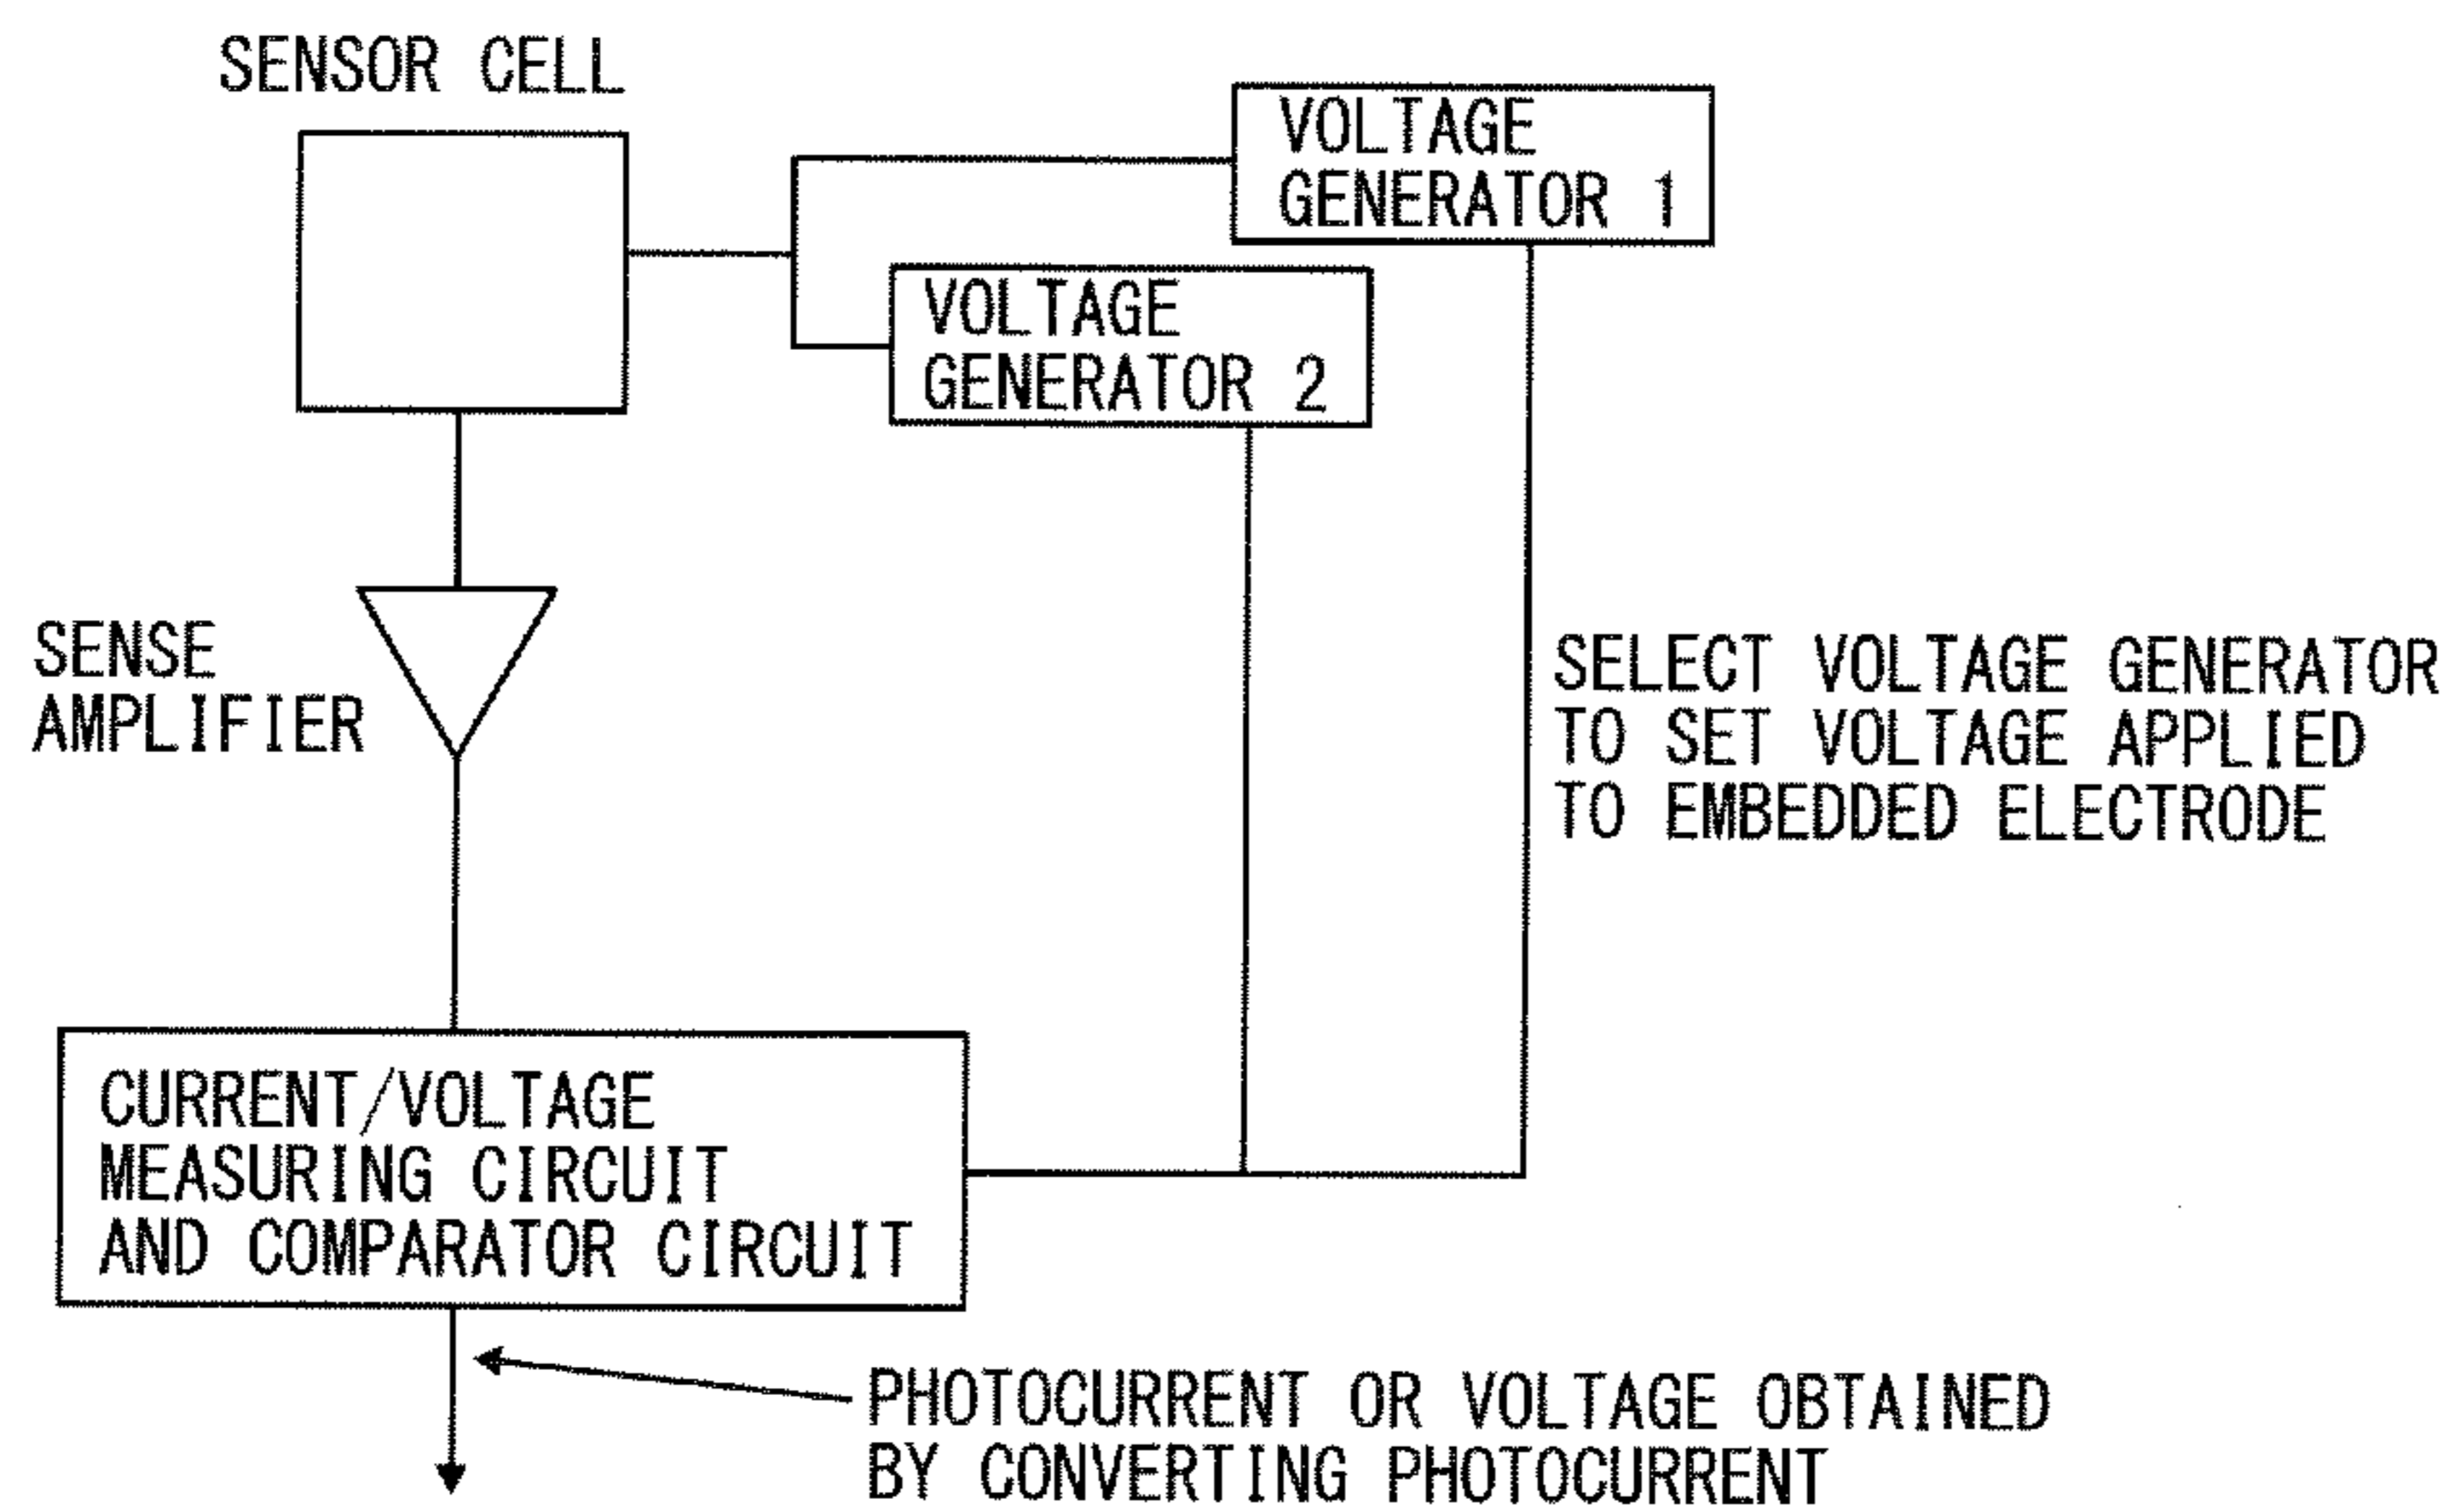 SENSOR CELL
VOLTAGE
GENERATOR 1
VOLTAGE
GENERATOR 2
SENSE
AMPLIFIER
SELECT VOLTAGE GENERATOR
TO SET VOLTAGE APPLIED
TO EMBEDDED ELECTRODE
CURRENT/VOLTAGE
MEASURING CIRCUIT
AND COMPARATOR CIRCUIT
PHOTOCURRENT OR VOLTAGE OBTAINED
BY CONVERTING PHOTOCURRENT